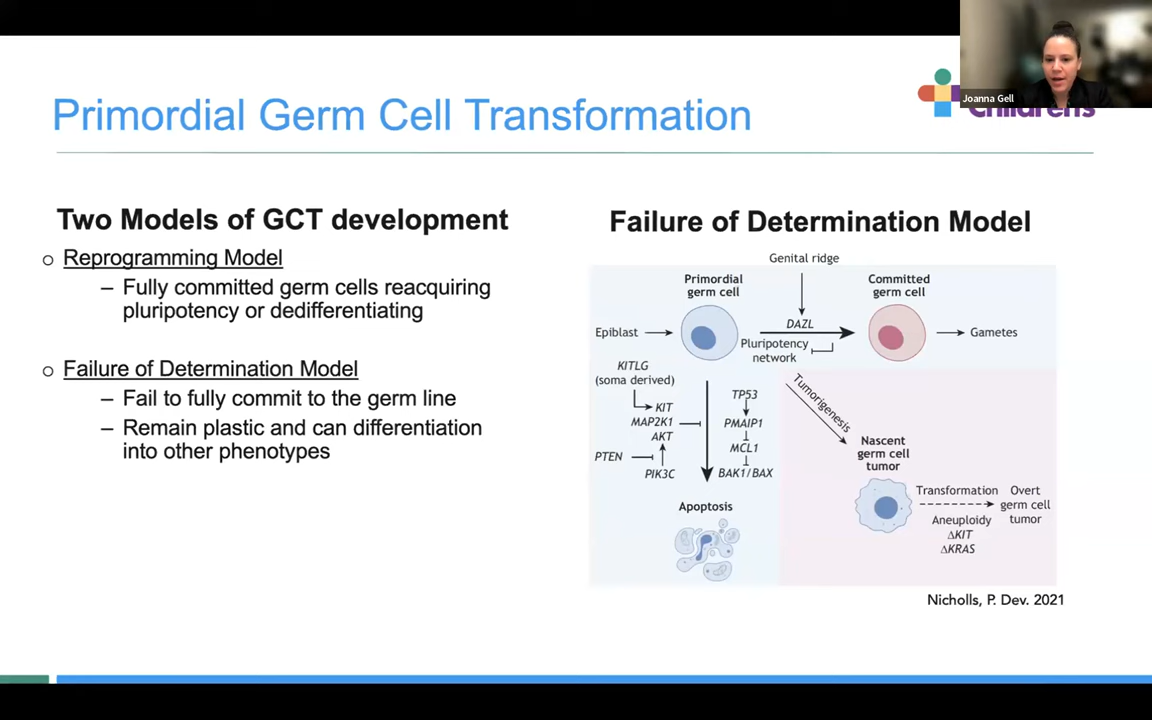 Joanna Gell
Primordial Germ Cell Transformation
Two Models of GCT development
Reprogramming Model
– Fully committed germ cells reacquiring
pluripotency or dedifferentiating
Failure of Determination Model
– Fail to fully commit to the germ line
– Remain plastic and can differentiation
into other phenotypes
Failure of Determination Model
Genital ridge
Primordial
germ cell
Committed
germ cell
Epiblast
DAZL
Pluripotency
network
Gametes
KITLG
(soma derived)
KIT
MAP2K1
AKT
PTEN
PIK3C
TP53
PMAIP1
MCL1
BAK1/BAX
Apoptosis
Tumorigenesis
Nascent
germ cell
tumor
Transformation
Aneuploidy
ΔKIT
ΔKRAS
Overt
germ cell
tumor
Nicholls, P. Dev. 2021